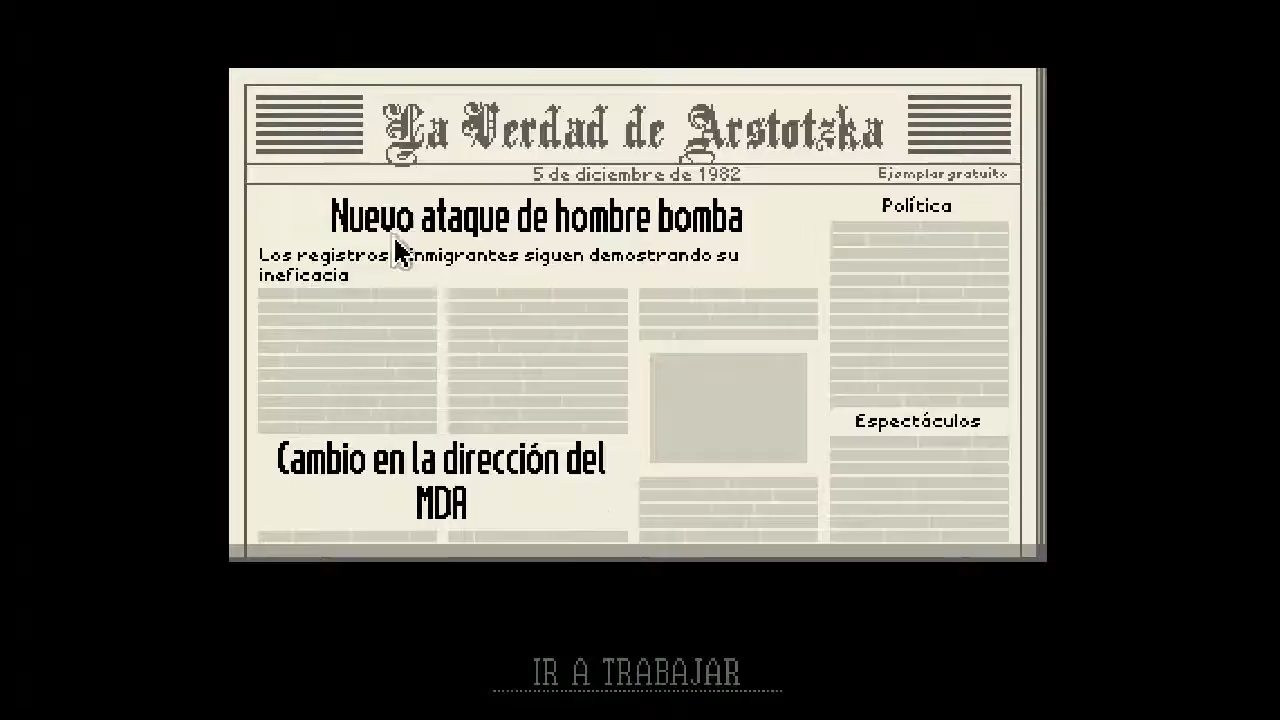 La Verdad de Arstotzka
5 de diciembre de 1982
Ejemplar gratuito
Nuevo ataque de hombre bomba
Los registros inmigrantes siguen demostrando su
ineficacia
Cambio en la dirección del
MDA
Política
Espectáculos
IR A TRABAJAR